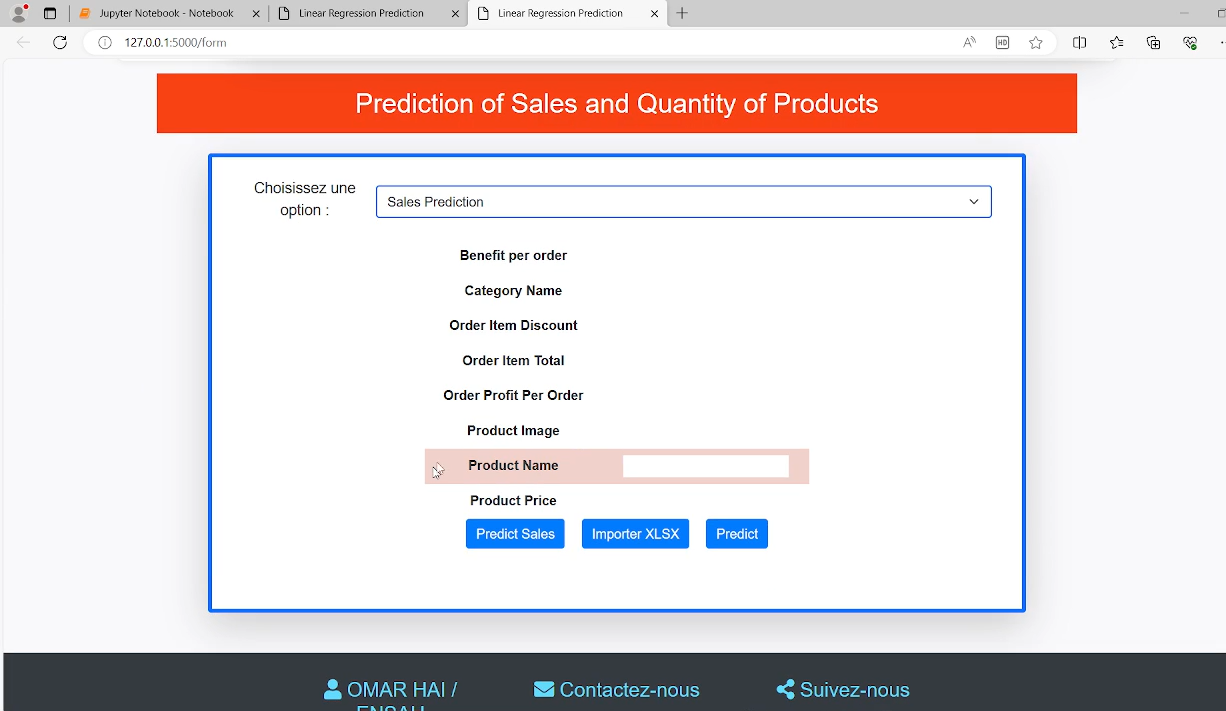 Jupyter Notebook - Notebook
Linear Regression Prediction
Linear Regression Prediction
127.0.0.1:5000/form
A
HD
Prediction of Sales and Quantity of Products
Choisissez une
option :
Sales Prediction
Benefit per order
Category Name
Order Item Discount
Order Item Total
Order Profit Per Order
Product Image
Product Name
Product Price
Predict Sales
Importer XLSX
Predict
OMAR HAI /
ENSAH
Contactez-nous
Suivez-nous